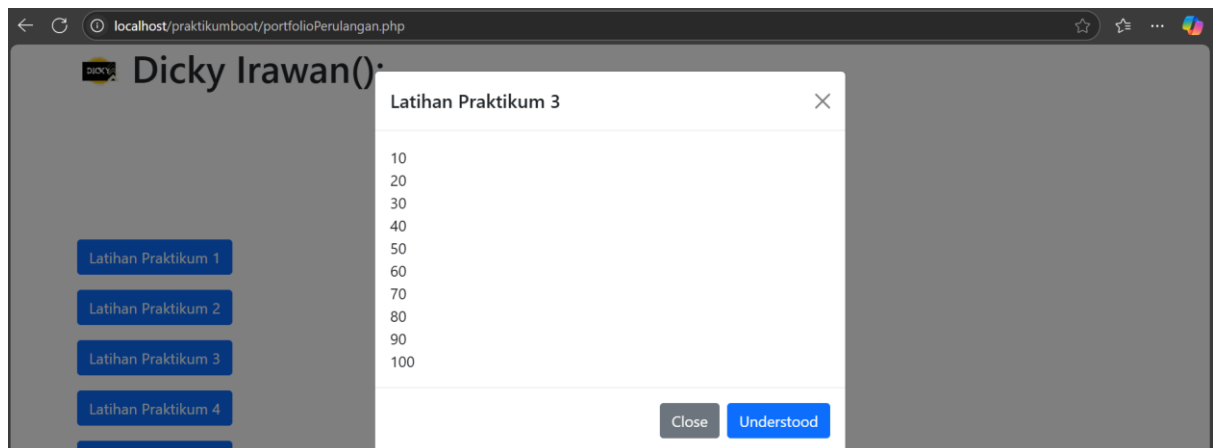 localhost/praktikumboot/portfolioPerulangan.php
DICKY
Dicky Irawan();
Latihan Praktikum 3
10
20
30
40
50
60
70
80
90
100
Close
Understood
Latihan Praktikum 1
Latihan Praktikum 2
Latihan Praktikum 3
Latihan Praktikum 4